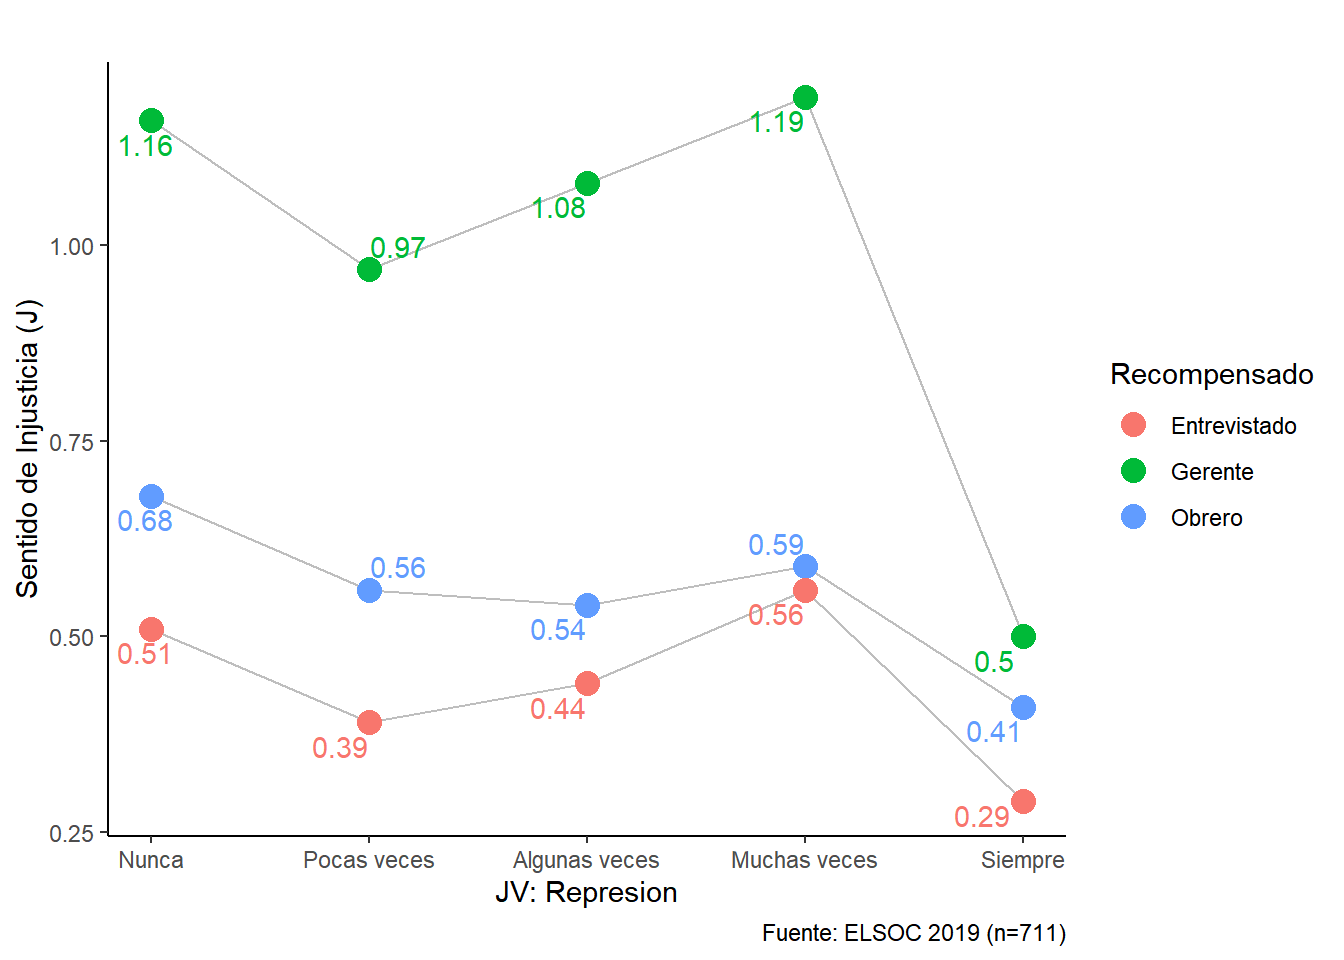 1.16
0.97
1.08
1.19
0.5
0.68
0.56
0.54
0.59
0.41
0.51
0.39
0.44
0.56
0.29
1.00
0.75
0.50
0.25
Sentido de Injusticia (J)
Nunca
Pocas veces
Algunas veces
Muchas veces
Siempre
JV: Represion
Fuente: ELSOC 2019 (n=711)
Recompensado
Entrevistado
Gerente
Obrero